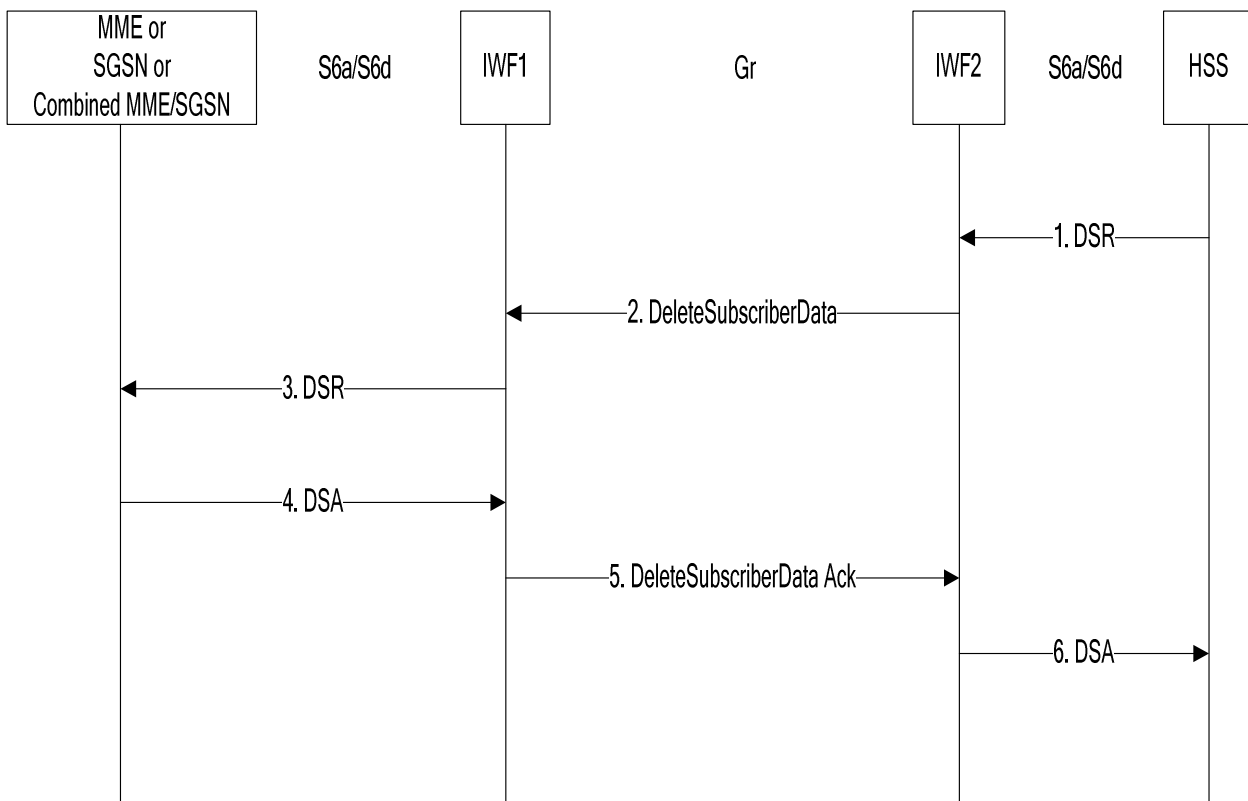 MME or
SGSN or
Combined MME/SGSN
S6a/S6d
IWF1
Gr
IWF2
S6a/S6d
HSS
1. DSR
2. DeleteSubscriberData
3. DSR
4. DSA
5. DeleteSubscriberData Ack
6. DSA